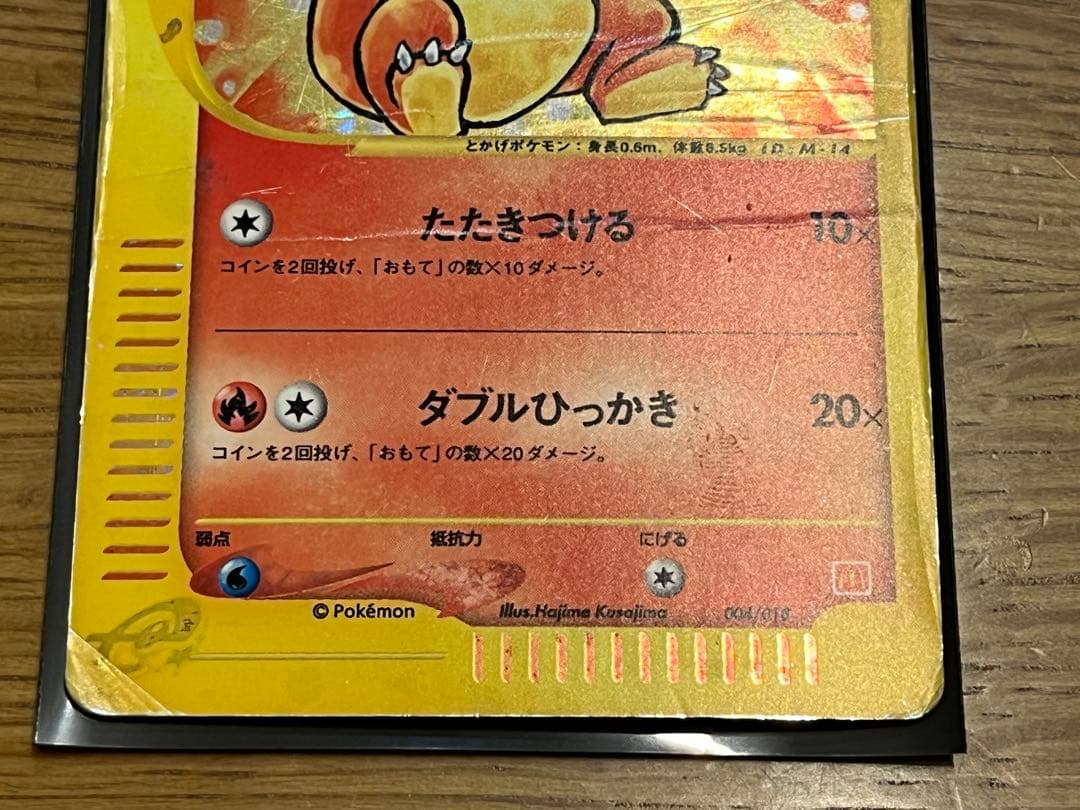 とかげポケモン：身長0.6m、体重8.5kg ID：M-14
たたきつける 10×
コインを2回投げ、「おもて」の数×10ダメージ。
ダブルひっかき 20×
コインを2回投げ、「おもて」の数×20ダメージ。
弱点 抵抗力 にげる
© Pokémon Illus.Hajime Kusajima 004/018